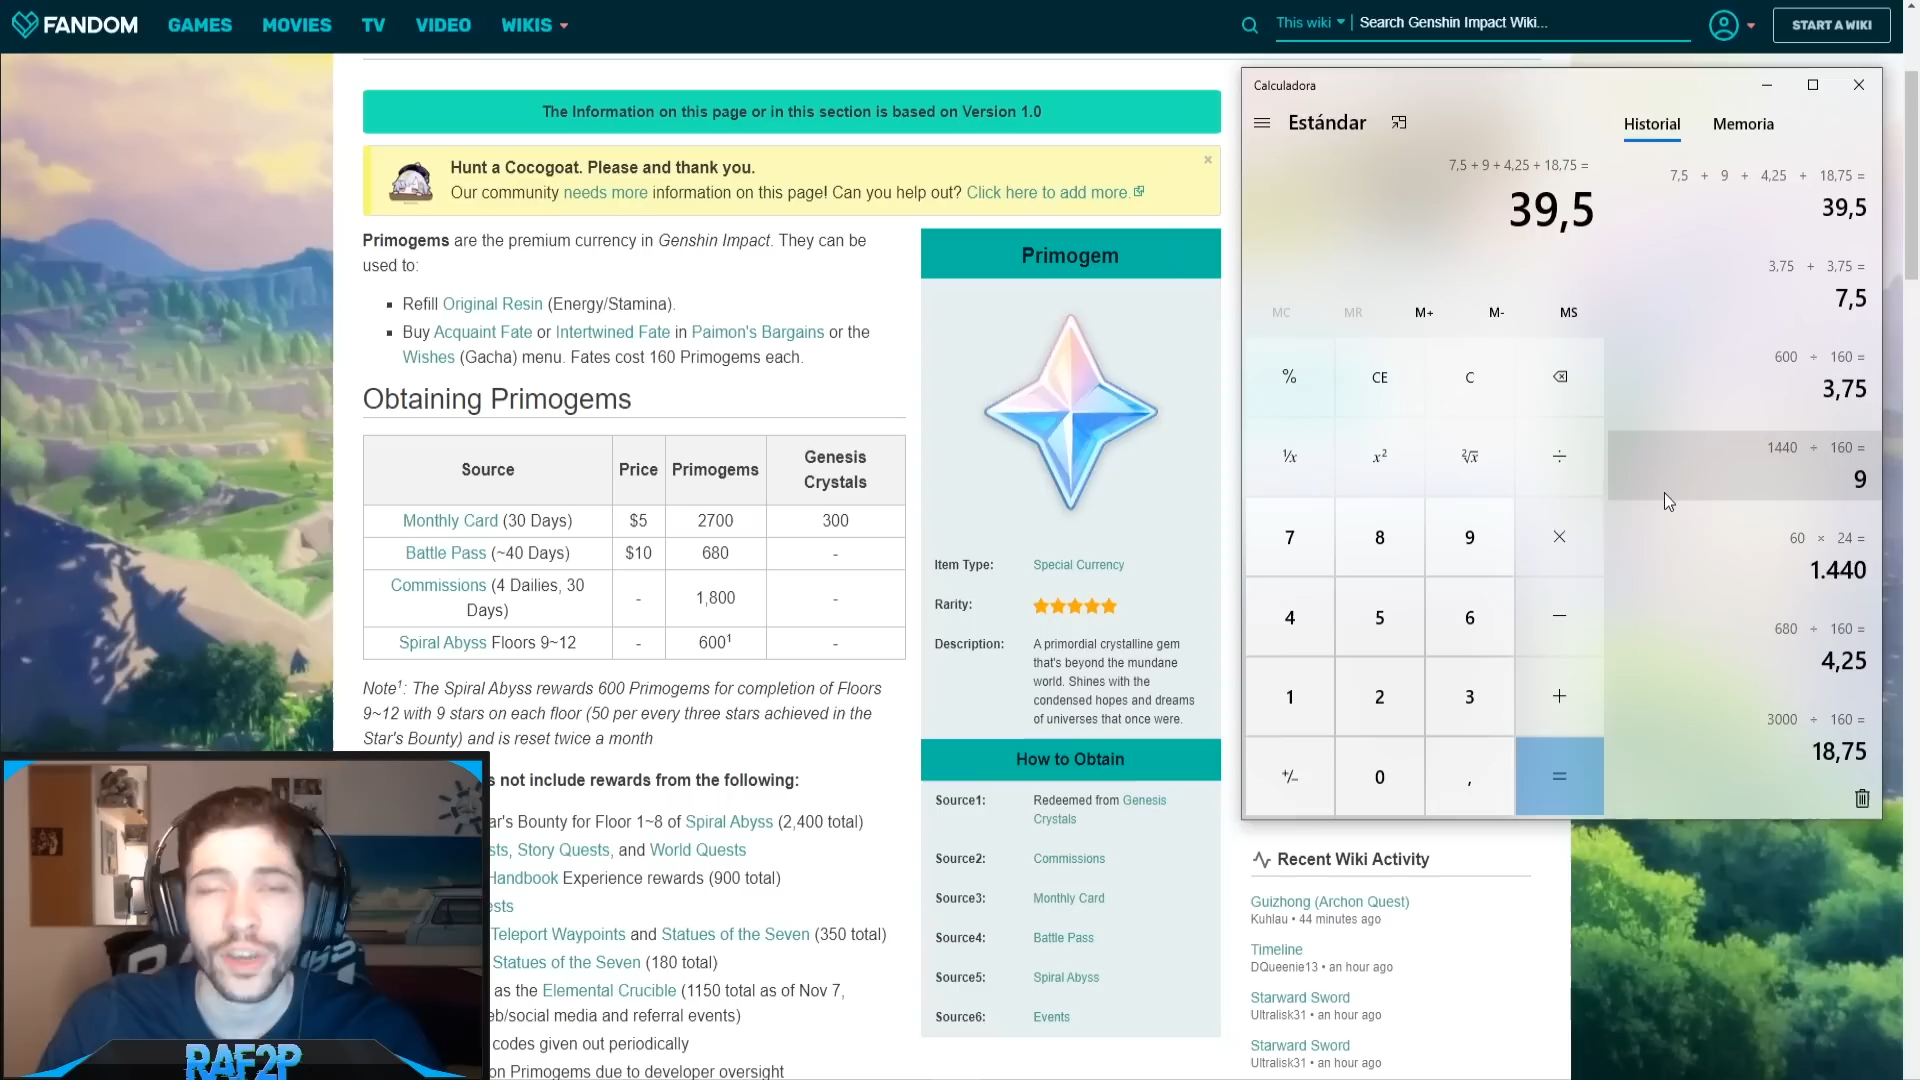 FANDOM
GAMES
MOVIES
TV
VIDEO
WIKIS
This wiki
Search Genshin Impact Wiki...
START A WIKI
The Information on this page or in this section is based on Version 1.0
Hunt a Cocogoat. Please and thank you.
Our community needs more information on this page! Can you help out? Click here to add more.
Primogems are the premium currency in Genshin Impact. They can be
used to:
Refill Original Resin (Energy/Stamina).
Buy Acquaint Fate or Intertwined Fate in Paimon's Bargains or the
Wishes (Gacha) menu. Fates cost 160 Primogems each.
Obtaining Primogems
Source Price Primogems Genesis
Crystals
Monthly Card (30 Days) $5 2700 300
Battle Pass (~40 Days) $10 680 -
Commissions (4 Dailies, 30
Days) - 1,800 -
Spiral Abyss Floors 9~12 - 600¹ -
Note¹: The Spiral Abyss rewards 600 Primogems for completion of Floors
9~12 with 9 stars on each floor (50 per every three stars achieved in the
Star's Bounty) and is reset twice a month
s not include rewards from the following:
ar's Bounty for Floor 1~8 of Spiral Abyss (2,400 total)
sts, Story Quests, and World Quests
Handbook Experience rewards (900 total)
ests
Teleport Waypoints and Statues of the Seven (350 total)
Statues of the Seven (180 total)
as the Elemental Crucible (1150 total as of Nov 7,
eb/social media and referral events)
codes given out periodically
on Primogems due to developer oversight
Primogem
Item Type: Special Currency
Rarity:
Description: A primordial crystalline gem
that's beyond the mundane
world. Shines with the
condensed hopes and dreams
of universes that once were.
How to Obtain
Source1: Redeemed from Genesis
Crystals
Source2: Commissions
Source3: Monthly Card
Source4: Battle Pass
Source5: Spiral Abyss
Source6: Events
Calculadora
Estándar
Historial Memoria
7,5 + 9 + 4,25 + 18,75 =
39,5
MC MR M+ M- MS
% CE C
¹/x x² ²√x ÷
7 8 9 ×
4 5 6 −
1 2 3 +
+/− 0 , =
7,5 + 9 + 4,25 + 18,75 =
39,5
3,75 + 3,75 =
7,5
600 ÷ 160 =
3,75
1440 ÷ 160 =
9
60 × 24 =
1.440
680 ÷ 160 =
4,25
3000 ÷ 160 =
18,75
Recent Wiki Activity
Guizhong (Archon Quest)
Kuhlau • 44 minutes ago
Timeline
DQueenie13 • an hour ago
Starward Sword
Ultralisk31 • an hour ago
Starward Sword
Ultralisk31 • an hour ago
RAF2P